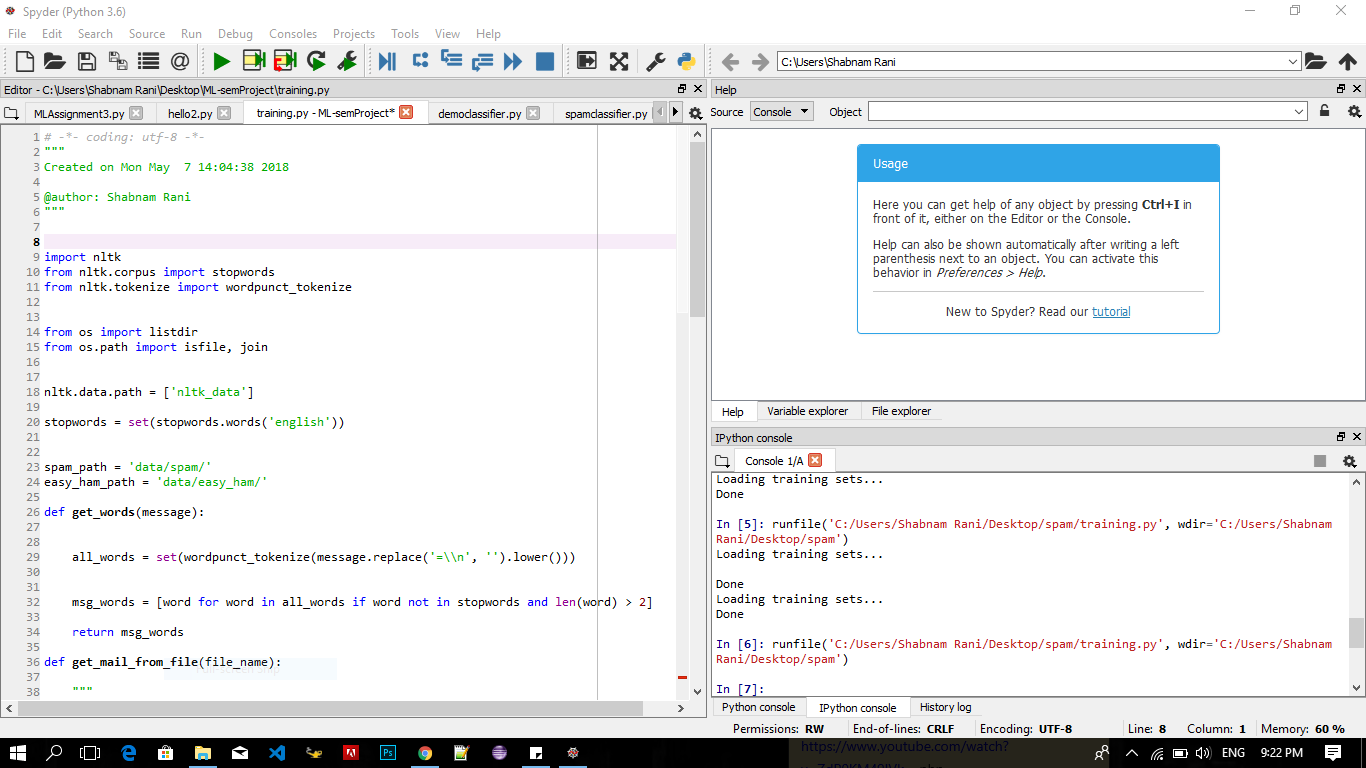 Spyder (Python 3.6)
File Edit Search Source Run Debug Consoles Projects Tools View Help
C:\Users\Shabnam Rani
Editor - C:\Users\Shabnam Rani\Desktop\ML-semProject\training.py
MLAssignment3.py hello2.py training.py - ML-semProject* democlassifier.py spamclassifier.py
1 # -*- coding: utf-8 -*-
2 """
3 Created on Mon May  7 14:04:38 2018
4
5 @author: Shabnam Rani
6 """
7
8
9 import nltk
10 from nltk.corpus import stopwords
11 from nltk.tokenize import wordpunct_tokenize
12
13
14 from os import listdir
15 from os.path import isfile, join
16
17
18 nltk.data.path = ['nltk_data']
19
20 stopwords = set(stopwords.words('english'))
21
22
23 spam_path = 'data/spam/'
24 easy_ham_path = 'data/easy_ham/'
25
26 def get_words(message):
27
28
29     all_words = set(wordpunct_tokenize(message.replace('=\\n', '').lower()))
30
31
32     msg_words = [word for word in all_words if word not in stopwords and len(word) > 2]
33
34     return msg_words
35
36 def get_mail_from_file(file_name):
37
38     """
Help
Source Console Object
Usage
Here you can get help of any object by pressing Ctrl+I in
front of it, either on the Editor or the Console.
Help can also be shown automatically after writing a left
parenthesis next to an object. You can activate this
behavior in Preferences > Help.
New to Spyder? Read our tutorial
Help Variable explorer File explorer
IPython console
Console 1/A
Loading training sets...
Done
In [5]: runfile('C:/Users/Shabnam Rani/Desktop/spam/training.py', wdir='C:/Users/Shabnam
Rani/Desktop/spam')
Loading training sets...
Done
Loading training sets...
Done
In [6]: runfile('C:/Users/Shabnam Rani/Desktop/spam/training.py', wdir='C:/Users/Shabnam
Rani/Desktop/spam')
In [7]:
Python console IPython console History log
Permissions: RW End-of-lines: CRLF Encoding: UTF-8 Line: 8 Column: 1 Memory: 60 %
https://www.youtube.com/watch?
ENG 9:22 PM